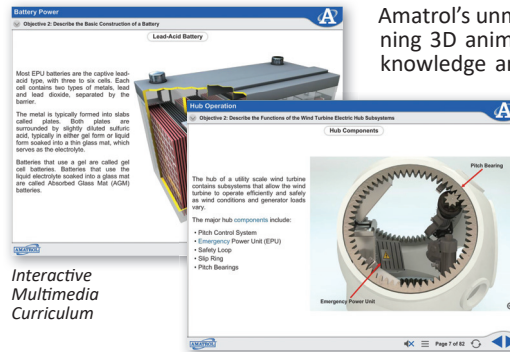 Battery Power
Objective 2: Describe the Basic Construction of a Battery
Lead-Acid Battery
Most EPU batteries are the captive lead-
acid type, with three to six cells. Each
cell contains two types of metals, lead
and lead dioxide, separated by the
barrier.
The metal is typically formed into slabs
called plates. Both plates are
surrounded by slightly diluted sulfuric
acid, typically in either gel form or liquid
form soaked into a thin glass mat, which
serves as the electrolyte.
Batteries that use a gel are called gel
cell batteries. Batteries that use the
liquid electrolyte soaked into a glass mat
are called Absorbed Glass Mat (AGM)
batteries.
AMATROL
Interactive
Multimedia
Curriculum
Amatrol's unn
ning 3D anim
knowledge ar
Hub Operation
Objective 2: Describe the Functions of the Wind Turbine Electric Hub Subsystems
Hub Components
The hub of a utility scale wind turbine
contains subsystems that allow the wind
turbine to operate efficiently and safely
as wind conditions and generator loads
vary.
The major hub components include:
• Pitch Control System
• Emergency Power Unit (EPU)
• Safety Loop
• Slip Ring
• Pitch Bearings
Pitch Bearing
Emergency Power Unit
AMATROL
Page 7 of 82